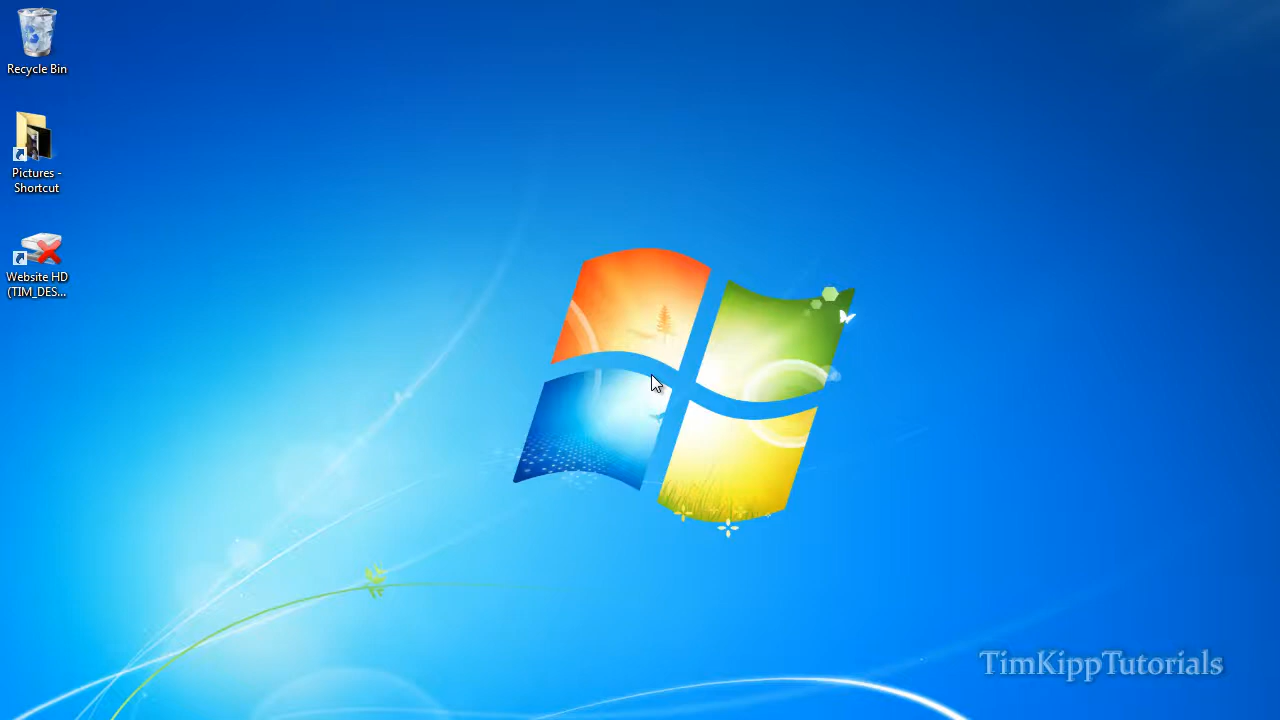 Recycle Bin
Pictures -
Shortcut
Website HD
(TIM_DES...
TimKippTutorials